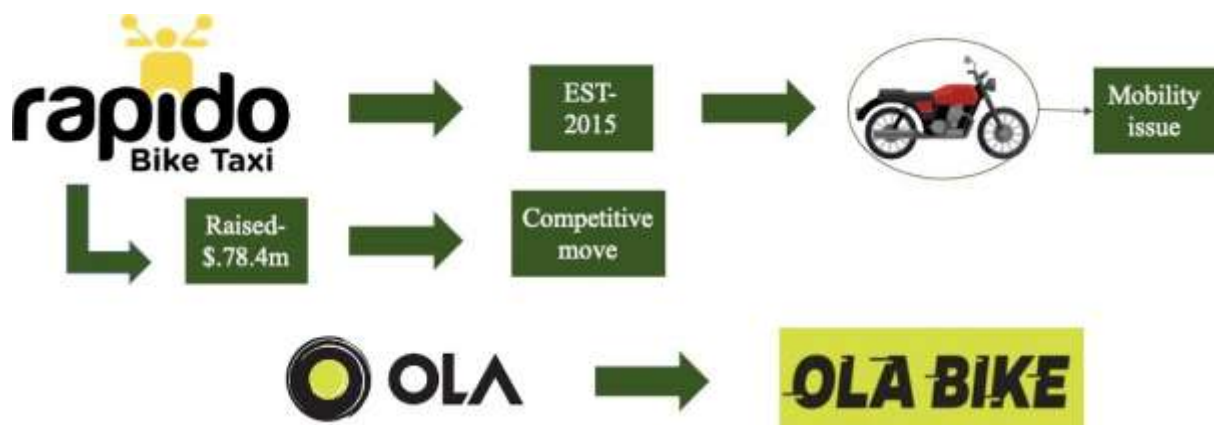 rapido
Bike Taxi
EST-
2015
Mobility
issue
Raised-
$.78.4m
Competitive
move
OLA
OLA BIKE